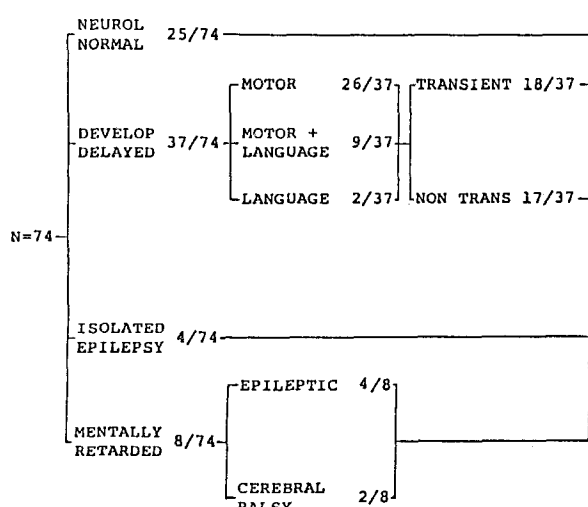 NEUROL
NORMAL 25/74
MOTOR 26/37 TRANSIENT 18/37
DEVELOP
DELAYED 37/74
MOTOR +
LANGUAGE 9/37
LANGUAGE 2/37 NON TRANS 17/37
N=74
ISOLATED
EPILEPSY 4/74
EPILEPTIC 4/8
MENTALLY
RETARDED 8/74
CEREBRAL
PALSY 2/8